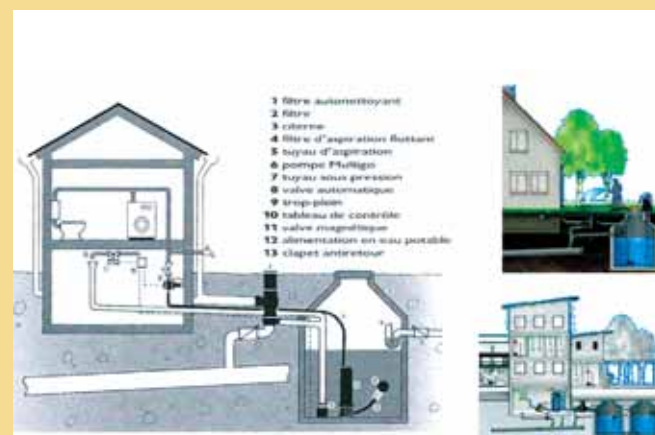 1 filtre autonettoyant
2 filtre
3 citerne
4 filtre d'aspiration flottant
5 tuyau d'aspiration
6 pompe Multigo
7 tuyau sous pression
8 valve automatique
9 trop-plein
10 tableau de contrôle
11 valve magnétique
12 alimentation en eau potable
13 clapet antiretour